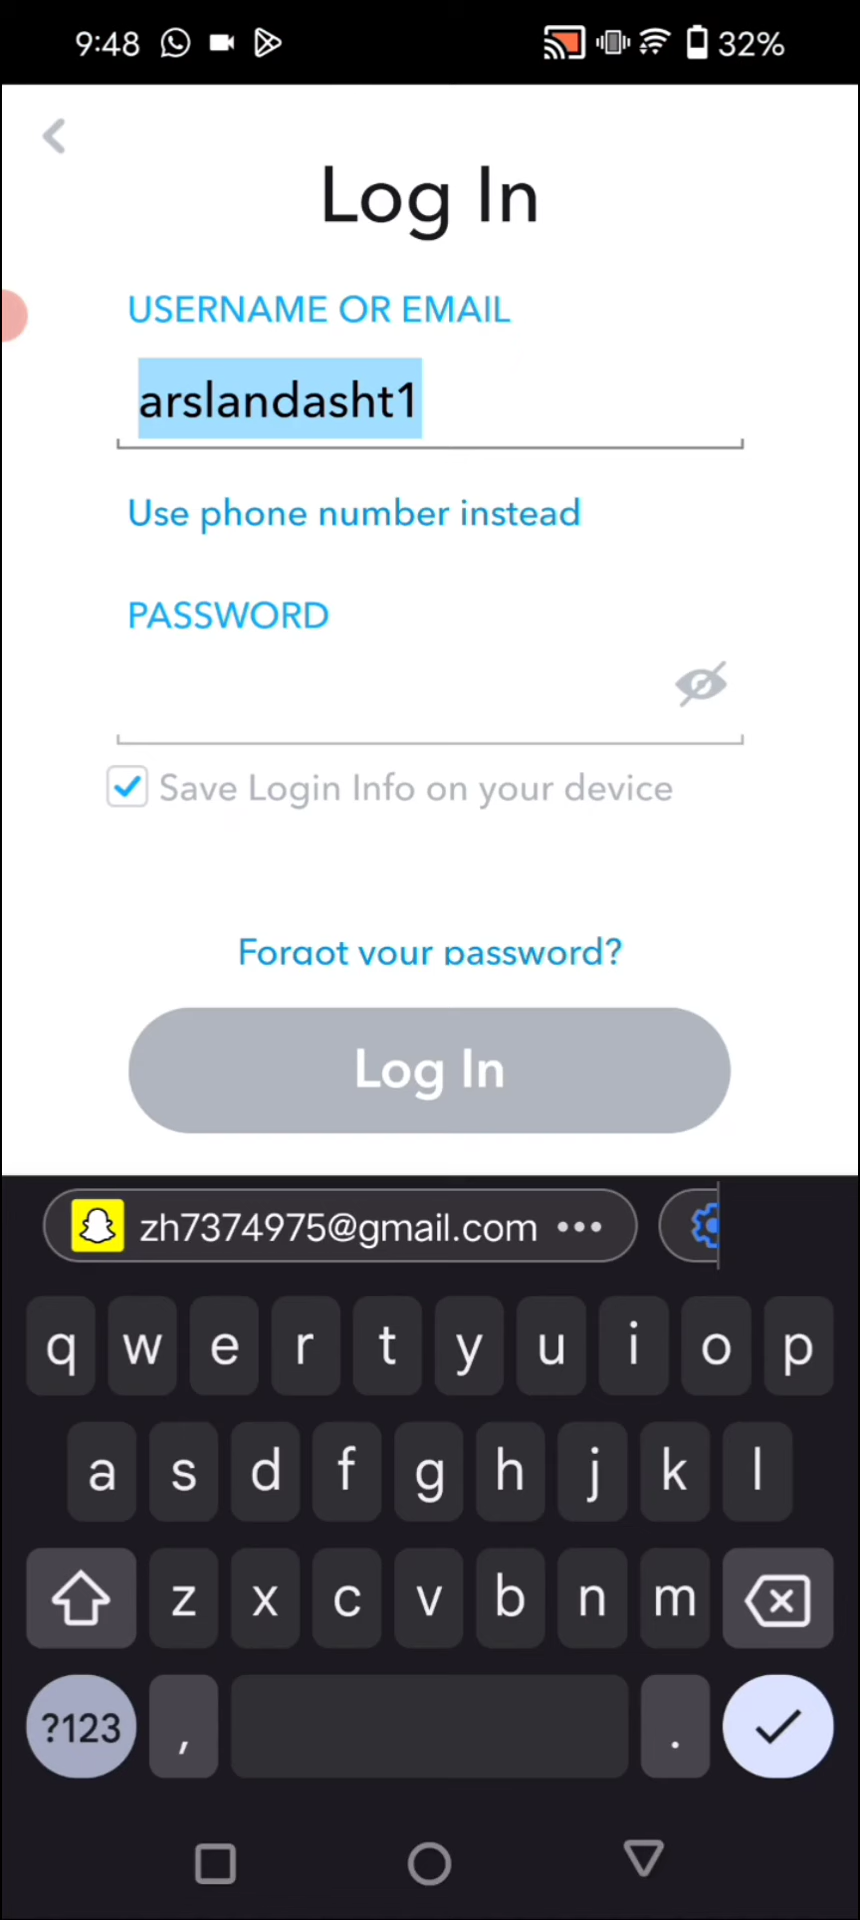 9:48 32%
Log In
USERNAME OR EMAIL
arslandasht1
Use phone number instead
PASSWORD
Save Login Info on your device
Forgot your password?
Log In
zh7374975@gmail.com
q w e r t y u i o p
a s d f g h j k l
z x c v b n m
?123 , .